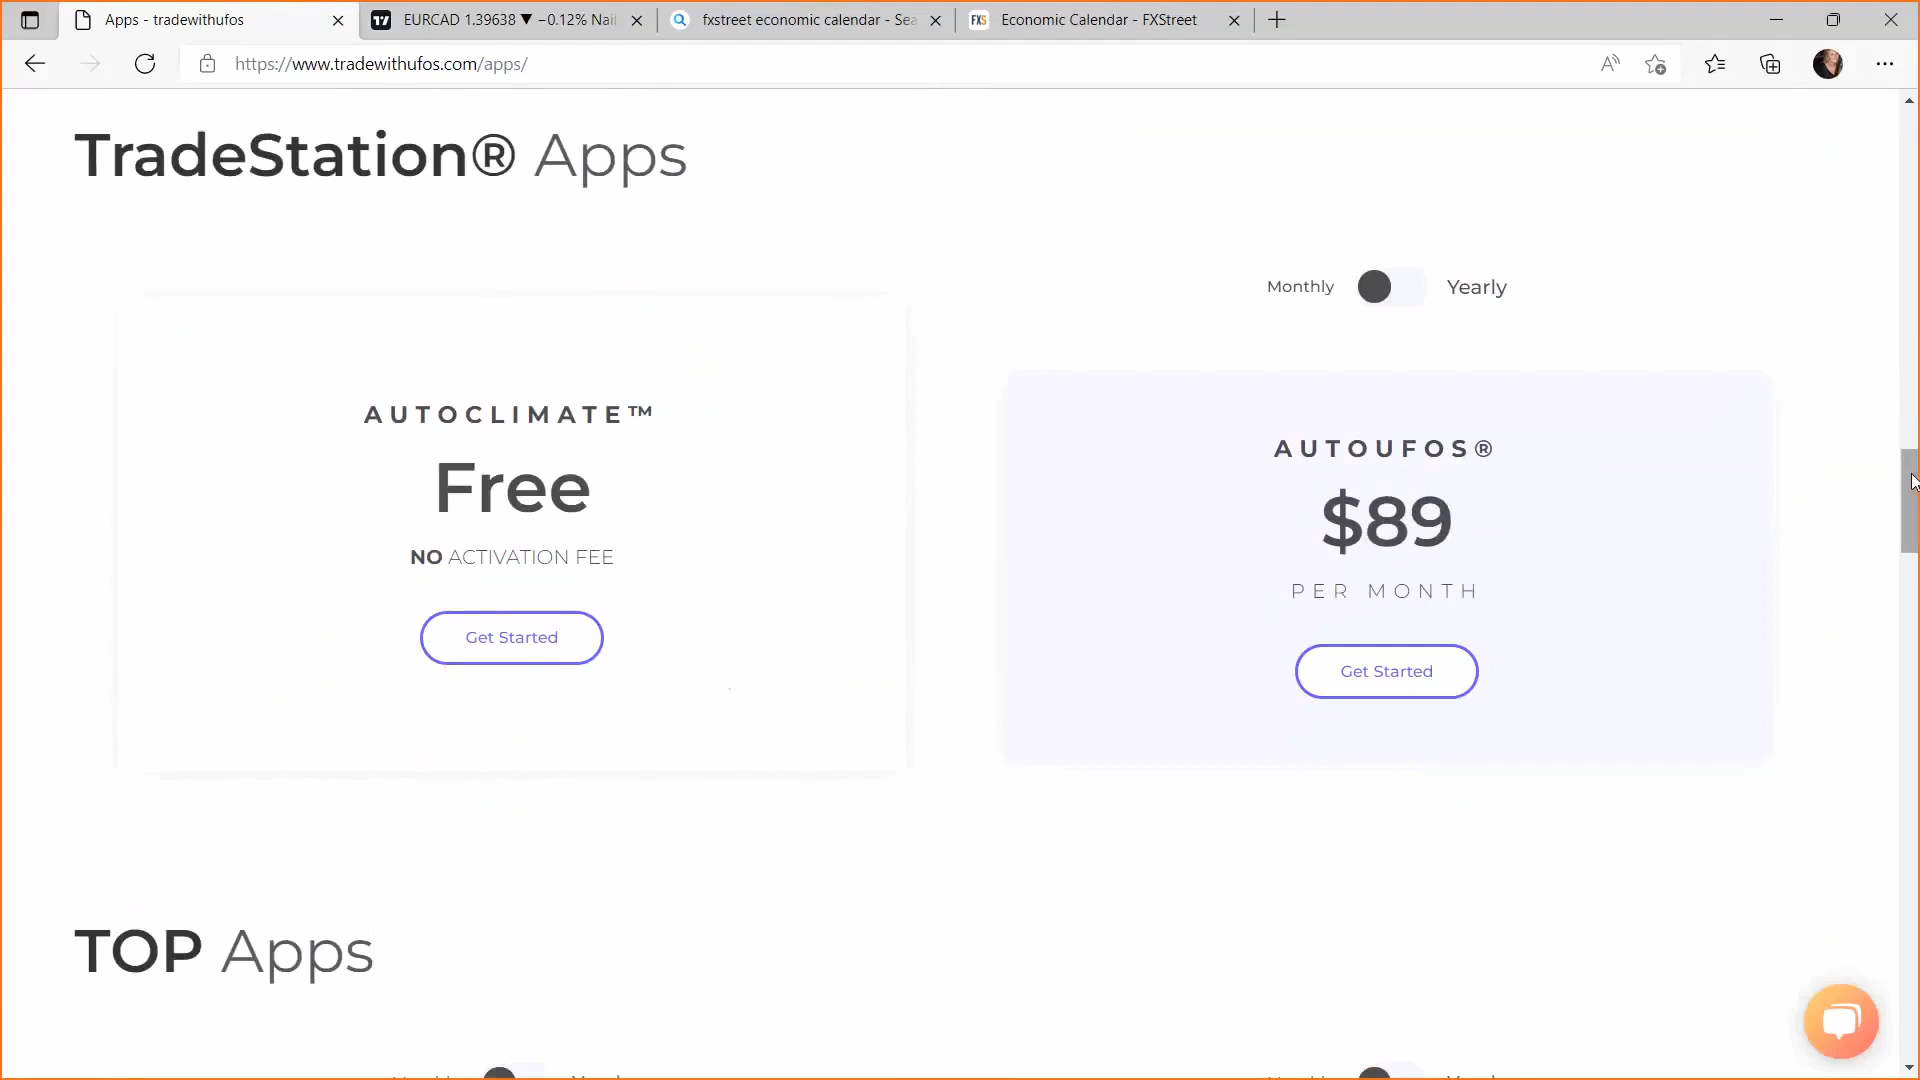 Apps - tradewithufos
EURCAD 1.39638 ▼ −0.12% Nai
fxstreet economic calendar - Sea
FXS
Economic Calendar - FXStreet
https://www.tradewithufos.com/apps/
TradeStation® Apps
Monthly
Yearly
AUTOCLIMATE™
Free
NO ACTIVATION FEE
Get Started
AUTOUFOS®
$89
PER MONTH
Get Started
TOP Apps